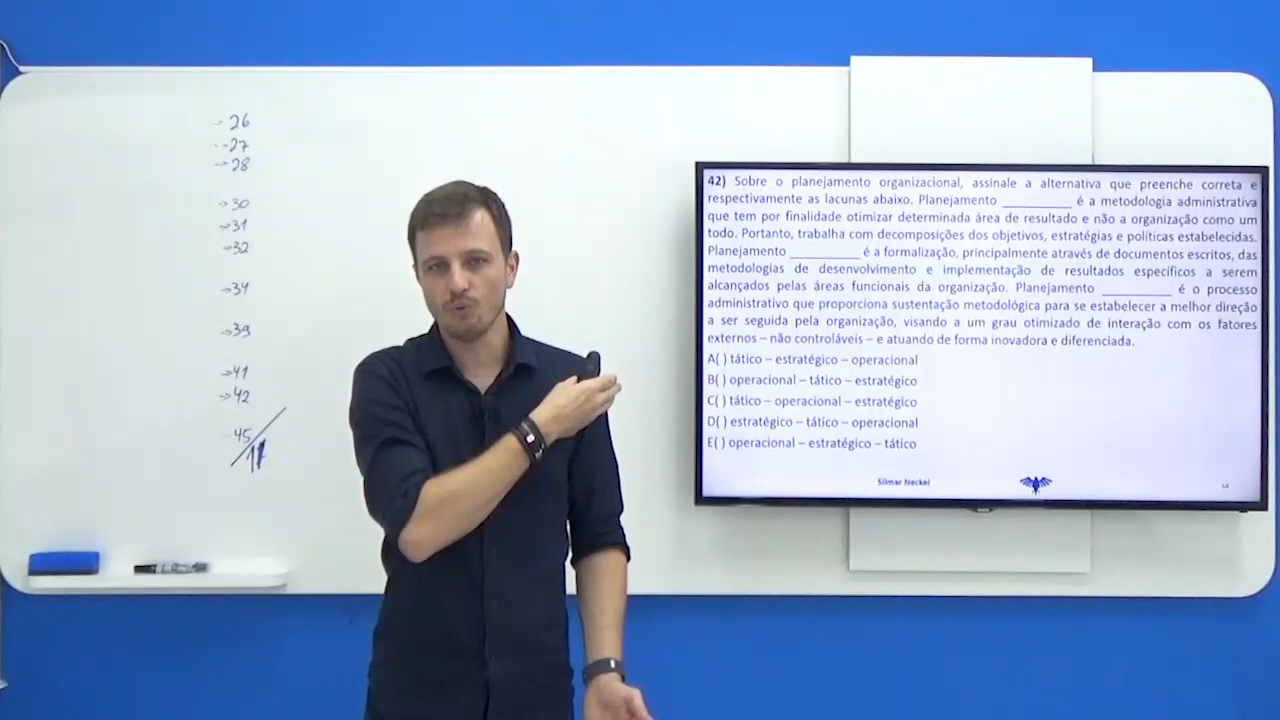 26
27
28
30
31
32
34
39
41
42
45
11
42) Sobre o planejamento organizacional, assinale a alternativa que preenche correta e
respectivamente as lacunas abaixo. Planejamento __________ é a metodologia administrativa
que tem por finalidade otimizar determinada área de resultado e não a organização como um
todo. Portanto, trabalha com decomposições dos objetivos, estratégias e políticas estabelecidas.
Planejamento __________ é a formalização, principalmente através de documentos escritos, das
metodologias de desenvolvimento e implementação de resultados específicos a serem
alcançados pelas áreas funcionais da organização. Planejamento __________ é o processo
administrativo que proporciona sustentação metodológica para se estabelecer a melhor direção
a ser seguida pela organização, visando a um grau otimizado de interação com os fatores
externos – não controláveis – e atuando de forma inovadora e diferenciada.
A( ) tático – estratégico – operacional
B( ) operacional – tático – estratégico
C( ) tático – operacional – estratégico
D( ) estratégico – tático – operacional
E( ) operacional – estratégico – tático
Silmar Neckel